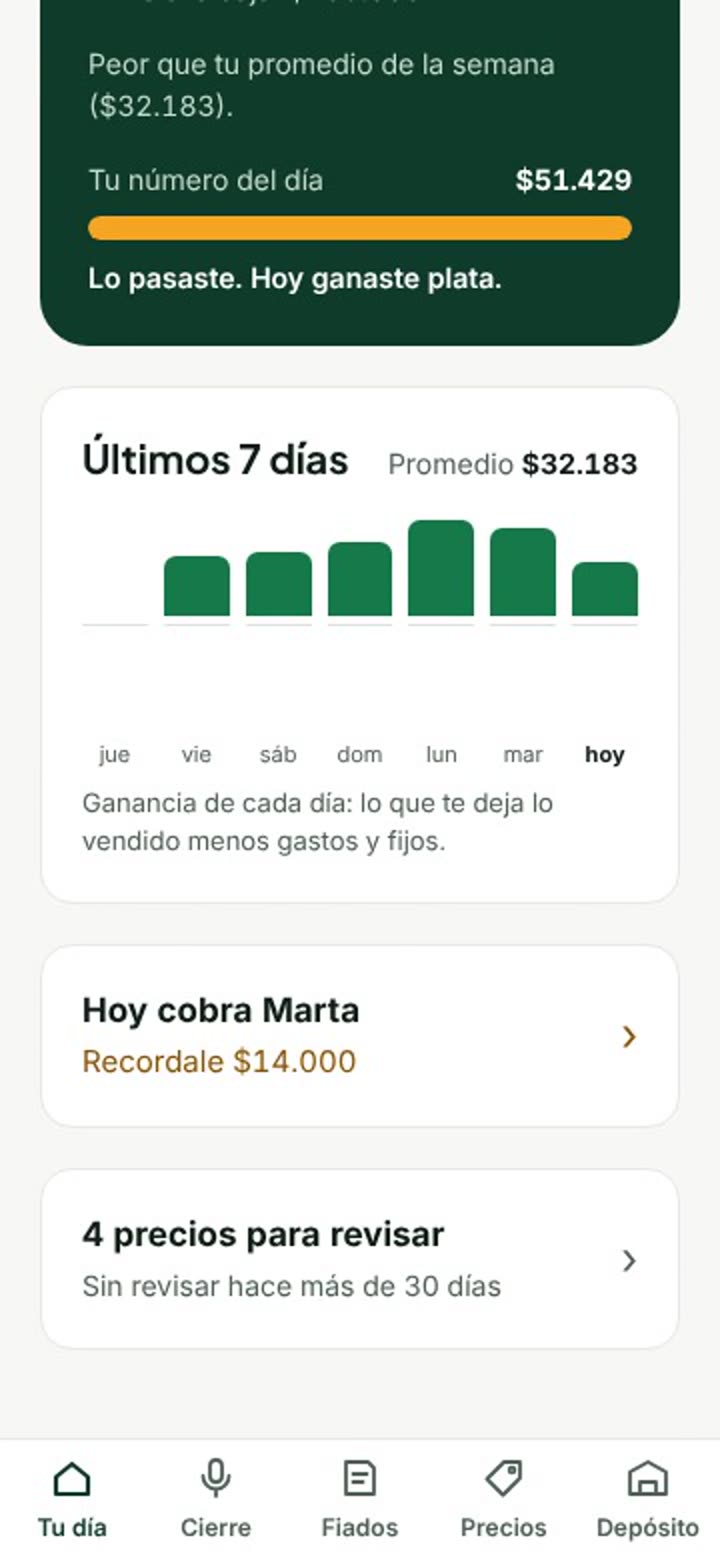 Peor que tu promedio de la semana
($32.183).
Tu número del día $51.429
Lo pasaste. Hoy ganaste plata.
Últimos 7 días Promedio $32.183
jue vie sáb dom lun mar hoy
Ganancia de cada día: lo que te deja lo
vendido menos gastos y fijos.
Hoy cobra Marta
Recordale $14.000
4 precios para revisar
Sin revisar hace más de 30 días
Tu día Cierre Fiados Precios Depósito